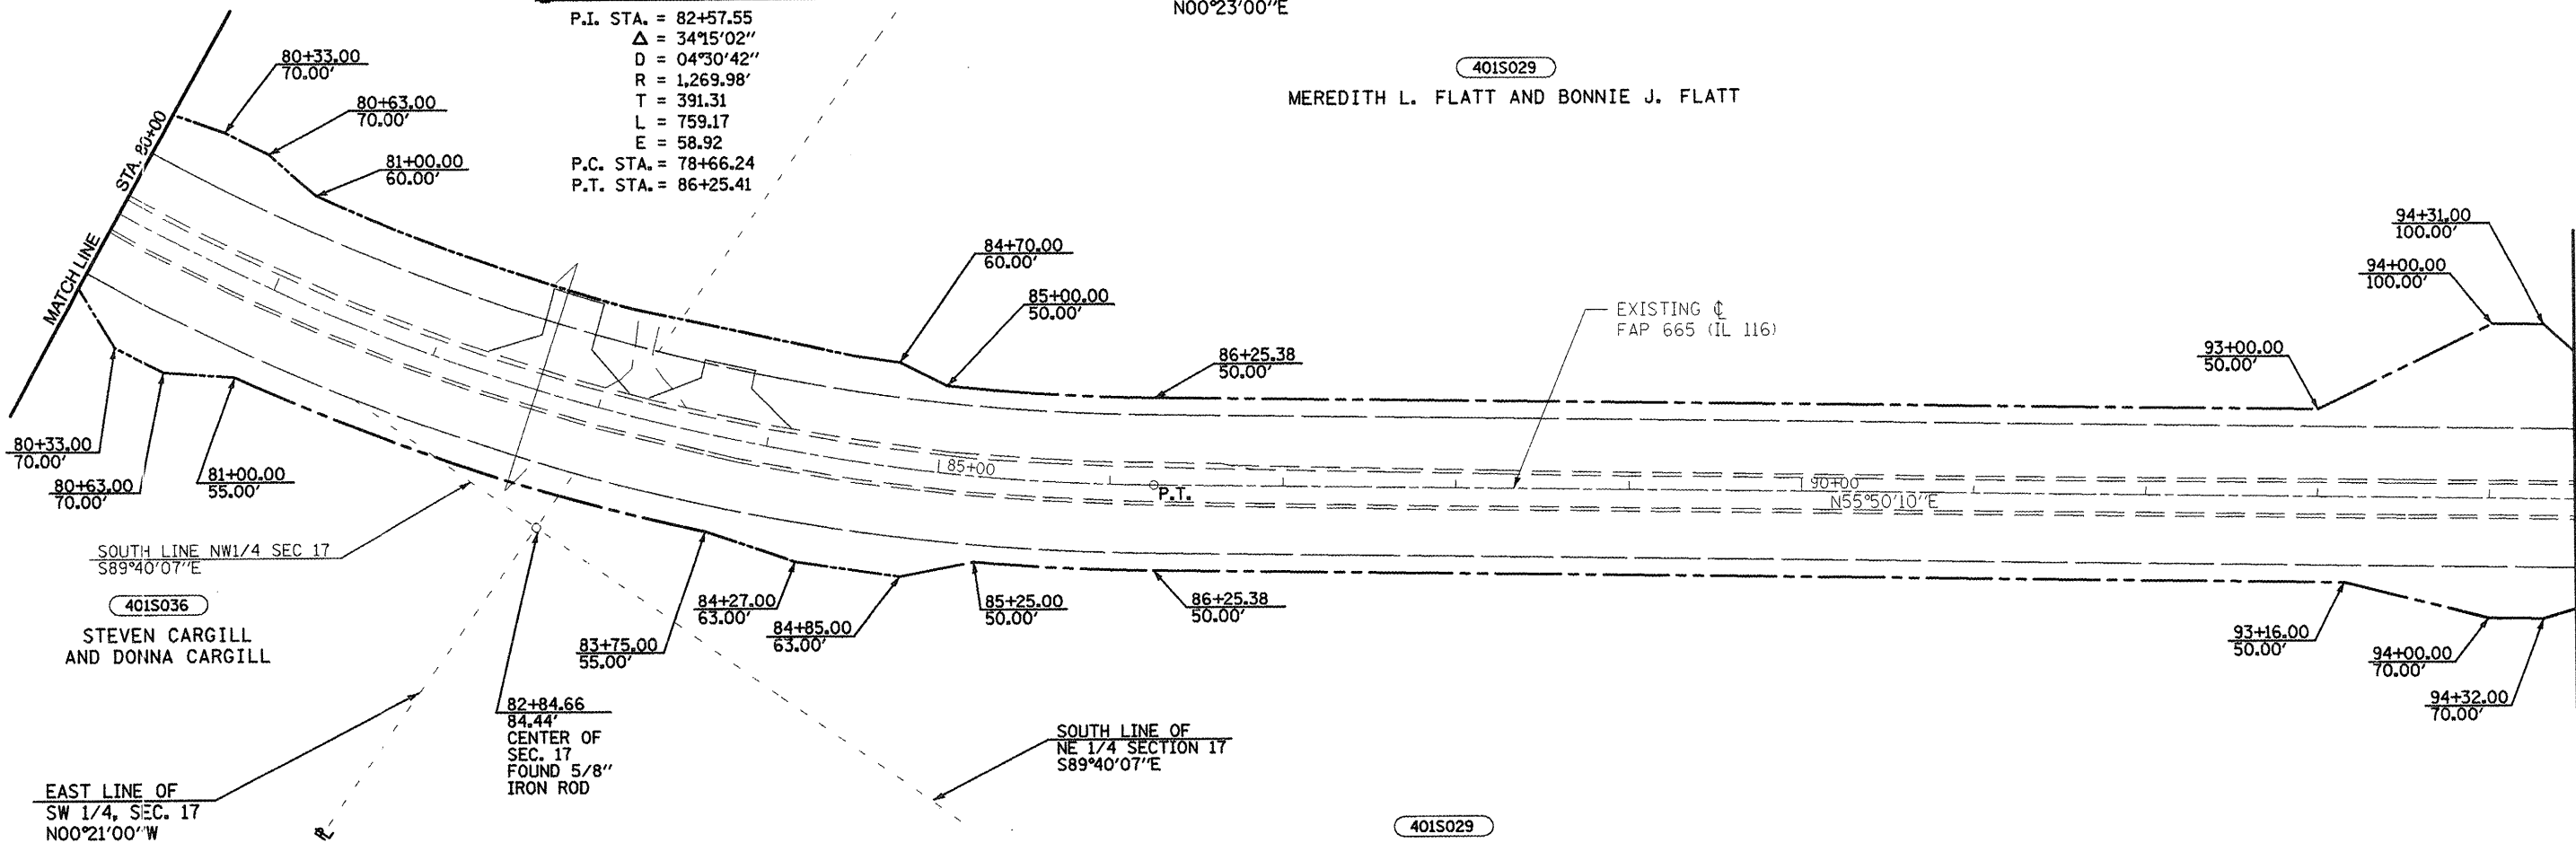 P.I. STA. = 82+57.55
Δ = 34°15'02"
D = 04°30'42"
R = 1,269.98'
T = 391.31
L = 759.17
E = 58.92
P.C. STA. = 78+66.24
P.T. STA. = 86+25.41
N00°23'00"E
401S029
MEREDITH L. FLATT AND BONNIE J. FLATT
80+33.00
70.00'
80+63.00
70.00'
81+00.00
60.00'
STA. 80+00
MATCH LINE
84+70.00
60.00'
85+00.00
50.00'
86+25.38
50.00'
EXISTING ℄
FAP 665 (IL 116)
93+00.00
50.00'
94+00.00
100.00'
94+31.00
100.00'
85+00
P.T.
90+00
N55°50'10"E
80+33.00
70.00'
80+63.00
70.00'
81+00.00
55.00'
SOUTH LINE NW1/4 SEC 17
S89°40'07"E
401S036
STEVEN CARGILL
AND DONNA CARGILL
83+75.00
55.00'
84+27.00
63.00'
84+85.00
63.00'
85+25.00
50.00'
86+25.38
50.00'
93+16.00
50.00'
94+00.00
70.00'
94+32.00
70.00'
82+84.66
84.44'
CENTER OF
SEC. 17
FOUND 5/8"
IRON ROD
SOUTH LINE OF
NE 1/4 SECTION 17
S89°40'07"E
EAST LINE OF
SW 1/4, SEC. 17
N00°21'00"W
PL
401S029